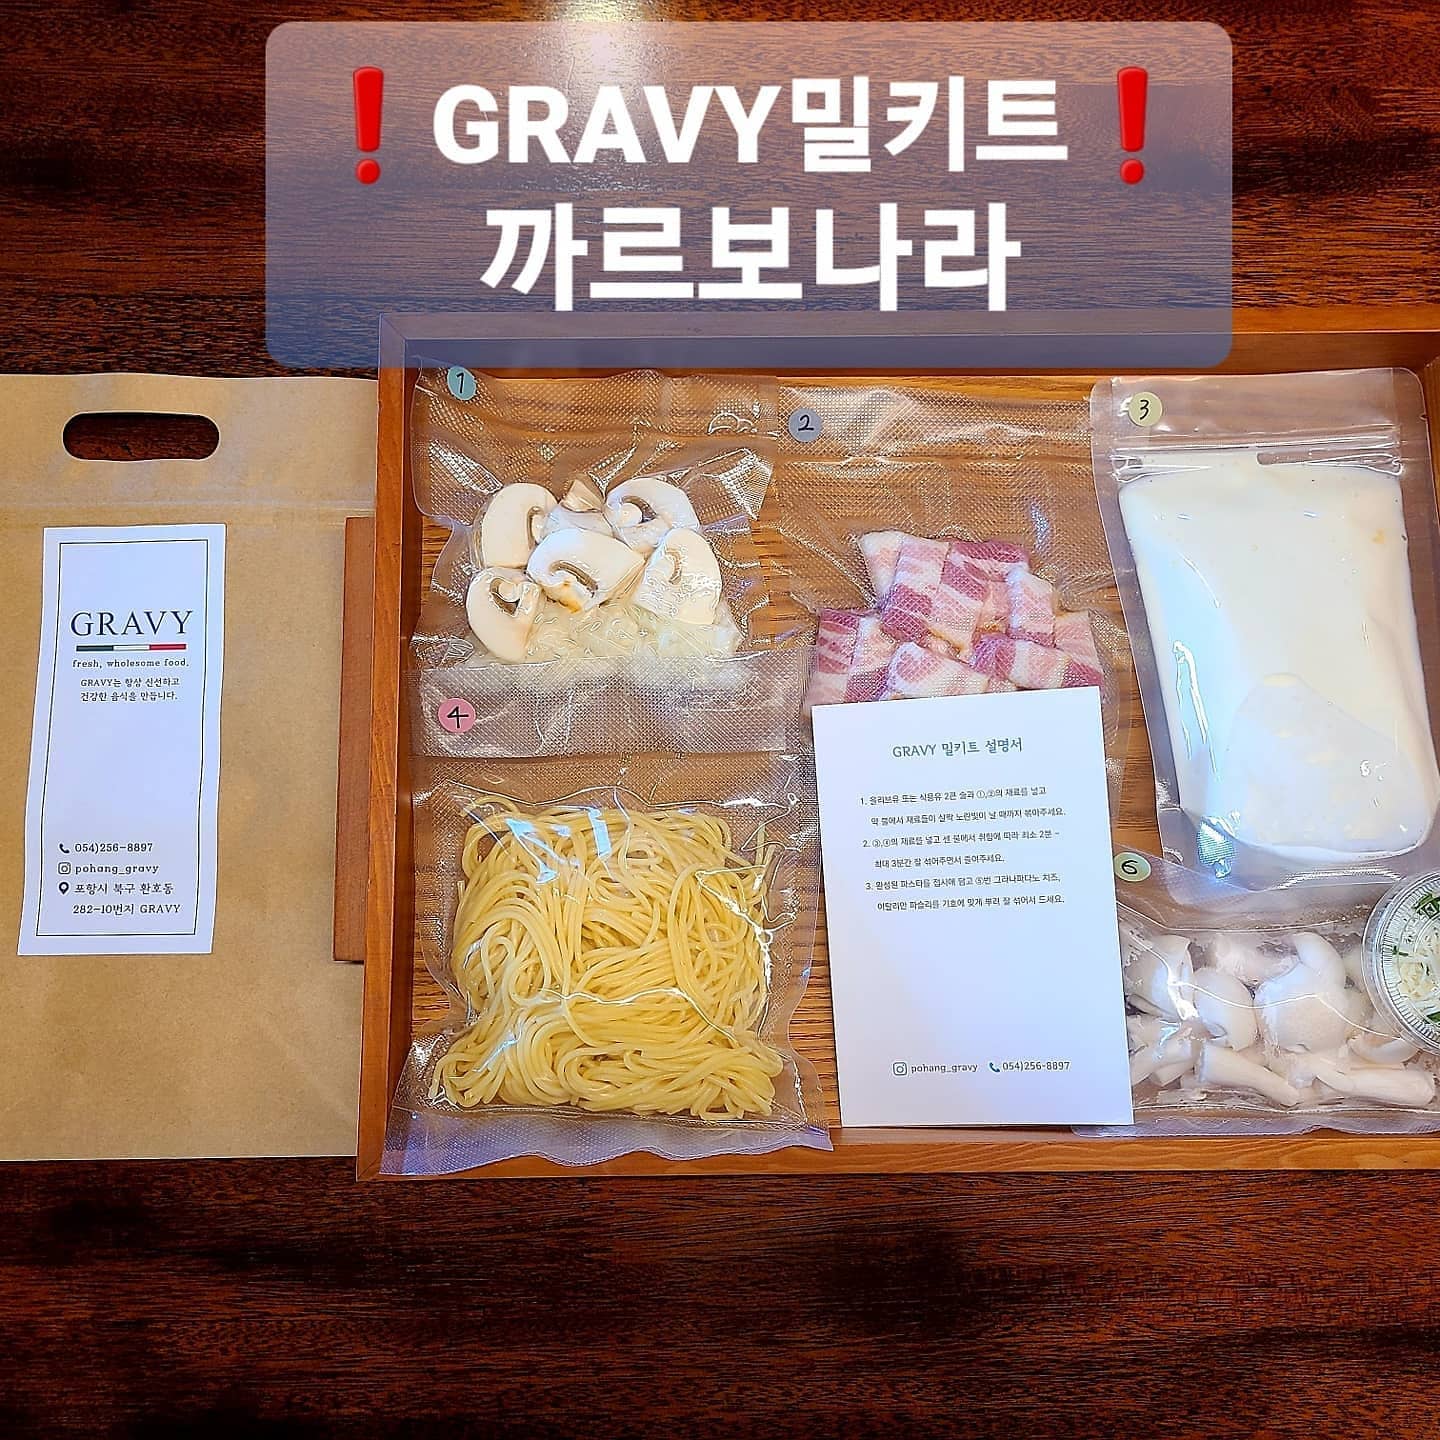 ❗GRAVY밀키트❗
까르보나라
1
2
3
4
6
GRAVY
fresh, wholesome food.
GRAVY는 항상 신선하고
건강한 음식을 만듭니다.
054)256-8897
pohang_gravy
포항시 북구 환호동
282-10번지 GRAVY
GRAVY 밀키트 설명서
1. 올리브유 또는 식용유 2큰 술과 ①,②의 재료를 넣고
약 불에서 재료들이 살짝 노란빛이 날 때까지 볶아주세요.
2. ③,④의 재료를 넣고 센 불에서 취향에 따라 최소 2분 ~
최대 3분간 잘 섞어주면서 졸여주세요.
3. 완성된 파스타를 접시에 담고 ⑤번 그라나파다노 치즈,
이탈리안 파슬리를 기호에 맞게 뿌려 잘 섞어서 드세요.
pohang_gravy 054)256-8897